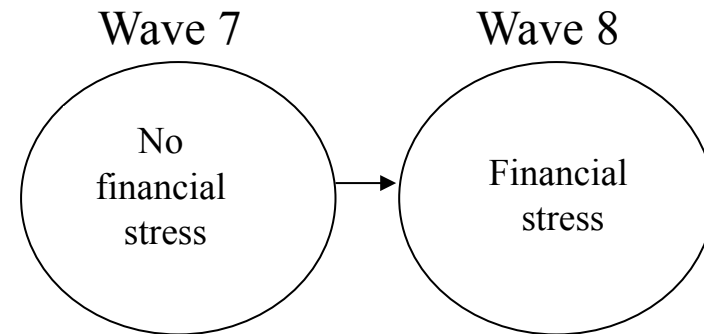 Wave 7
Wave 8
No
financial
stress
Financial
stress